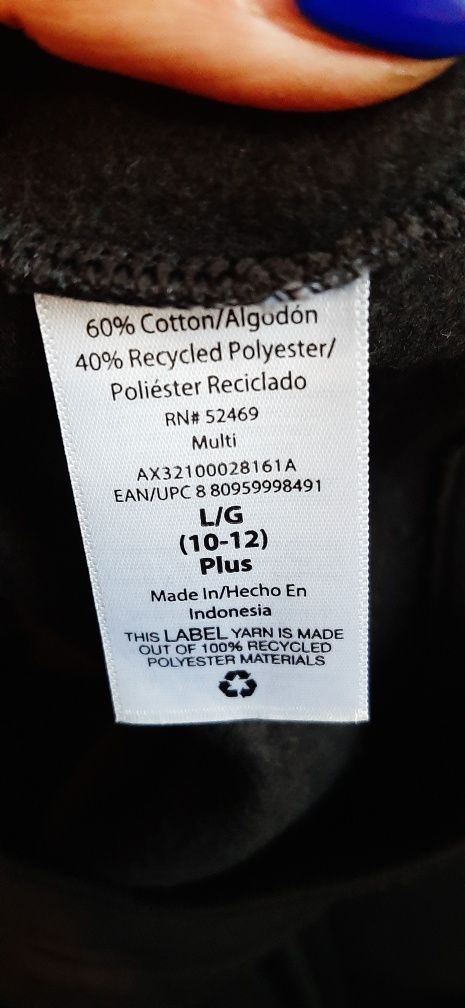 60% Cotton/Algodón
40% Recycled Polyester/
Poliéster Reciclado
RN# 52469
Multi
AX32100028161A
EAN/UPC 8 80959998491
L/G
(10-12)
Plus
Made In/Hecho En
Indonesia
THIS LABEL YARN IS MADE
OUT OF 100% RECYCLED
POLYESTER MATERIALS